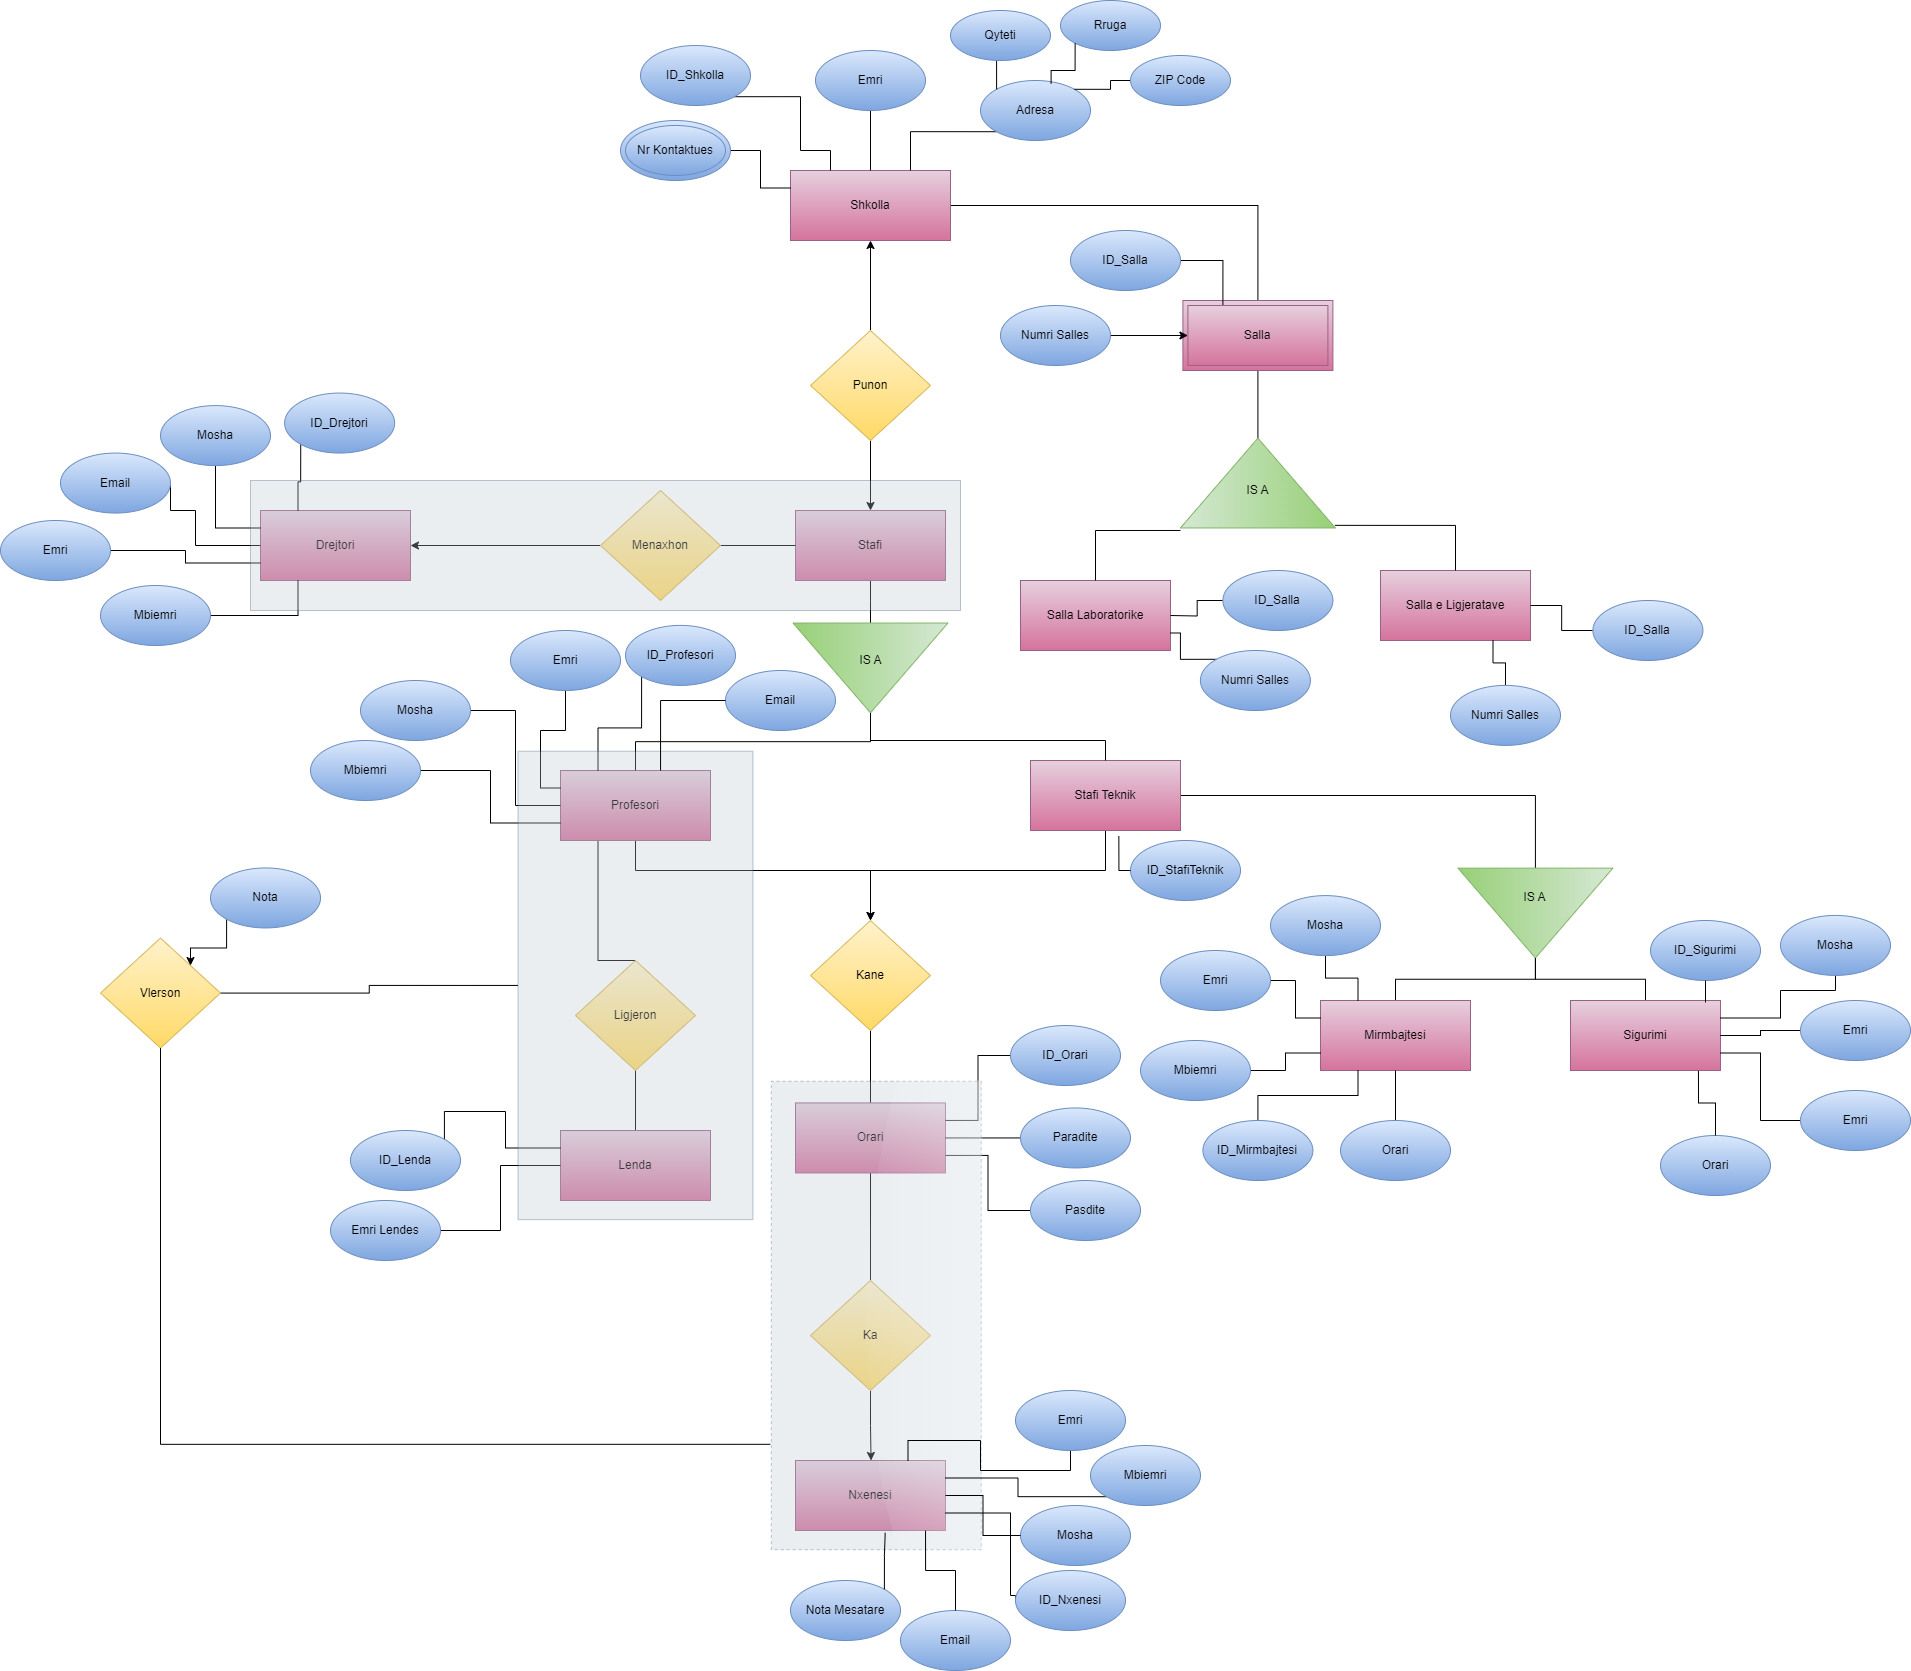 Qyteti
Rruga
ID_Shkolla
Emri
ZIP Code
Adresa
Nr Kontaktues
Shkolla
ID_Salla
Numri Salles
Salla
Punon
ID_Drejtori
Mosha
Email
IS A
Emri
Drejtori
Menaxhon
Stafi
Mbiemri
Salla Laboratorike
ID_Salla
Salla e Ligjeratave
ID_Salla
Numri Salles
Numri Salles
Emri
ID_Profesori
IS A
Email
Mosha
Mbiemri
Profesori
Stafi Teknik
ID_StafiTeknik
Nota
IS A
Mosha
ID_Sigurimi
Mosha
Vlerson
Kane
Emri
Ligjeron
Mirmbajtesi
Sigurimi
Emri
ID_Orari
Mbiemri
Emri
Orari
Paradite
ID_Lenda
Lenda
ID_Mirmbajtesi
Orari
Orari
Emri Lendes
Pasdite
Ka
Emri
Mbiemri
Nxenesi
Mosha
ID_Nxenesi
Nota Mesatare
Email